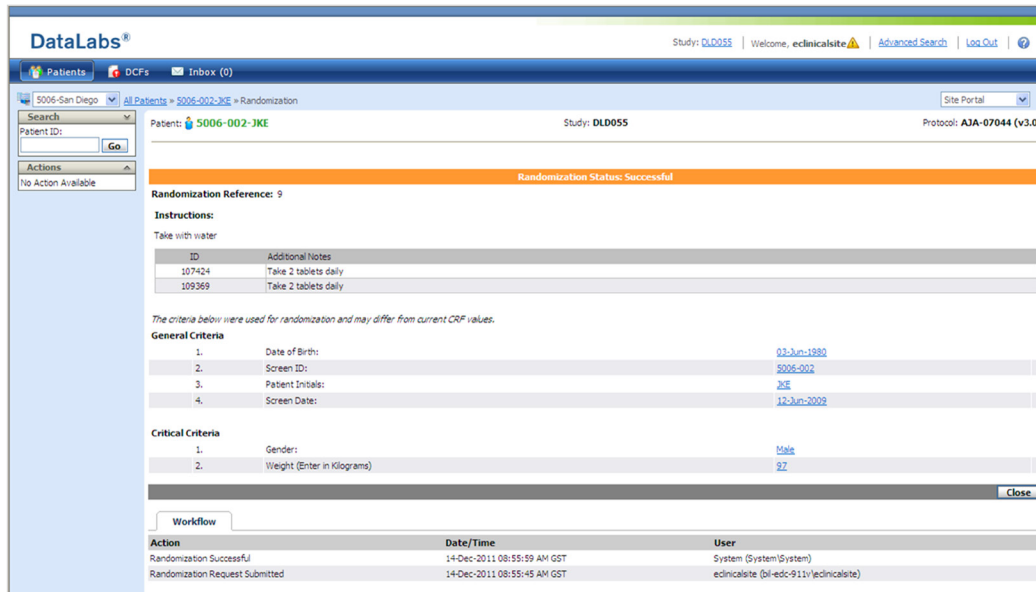 DataLabs®
Study: DLD055 | Welcome, eclinicalsite | Advanced Search | Log Out | ?
Patients DCFs Inbox (0)
5006-San Diego All Patients » 5006-002-JKE » Randomization Site Portal
Search
Patient ID:
Go
Actions
No Action Available
Patient: 5006-002-JKE Study: DLD055 Protocol: AJA-07044 (v3.0
Randomization Status: Successful
Randomization Reference: 9
Instructions:
Take with water
ID Additional Notes
107424 Take 2 tablets daily
109369 Take 2 tablets daily
The criteria below were used for randomization and may differ from current CRF values.
General Criteria
1. Date of Birth: 03-Jun-1980
2. Screen ID: 5006-002
3. Patient Initials: JKE
4. Screen Date: 12-Jun-2009
Critical Criteria
1. Gender: Male
2. Weight (Enter in Kilograms) 97
Close
Workflow
Action Date/Time User
Randomization Successful 14-Dec-2011 08:55:59 AM GST System (System\System)
Randomization Request Submitted 14-Dec-2011 08:55:45 AM GST eclinicalsite (bil-edc-911v\eclinicalsite)